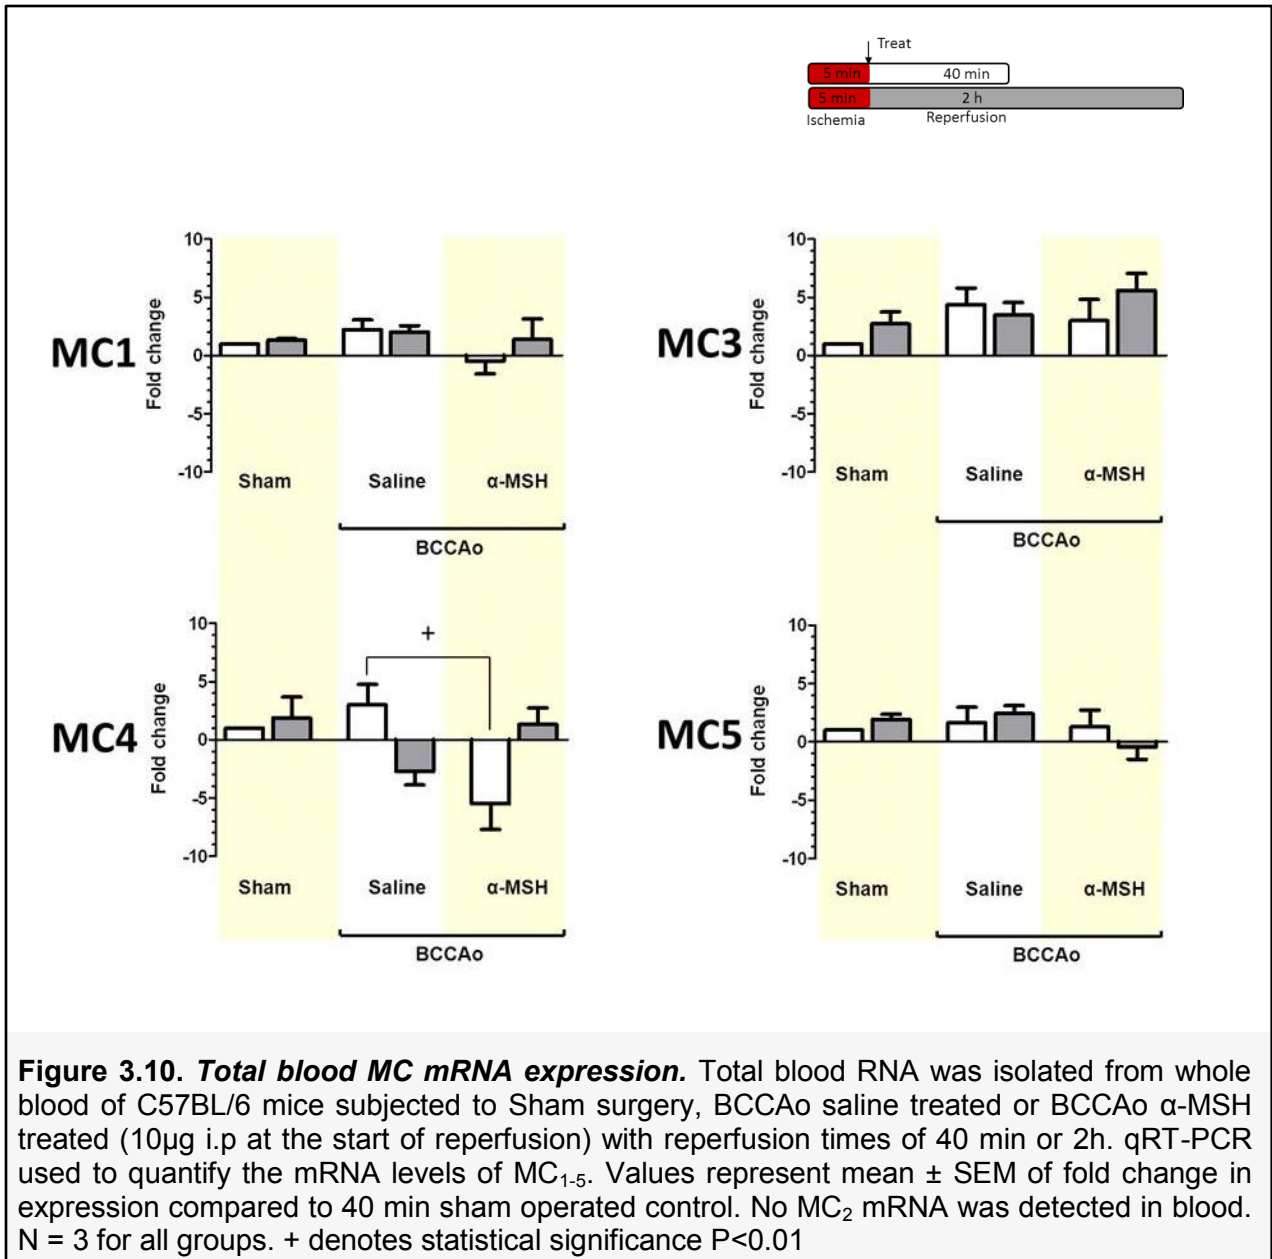 Treat
5 min 40 min
5 min 2 h
Ischemia Reperfusion
MC1
Fold change
10
5
0
-5
-10
Sham Saline α-MSH
BCCAo
MC3
Fold change
10
5
0
-5
-10
Sham Saline α-MSH
BCCAo
MC4
Fold change
10
5
0
-5
-10
+
Sham Saline α-MSH
BCCAo
MC5
Fold change
10
5
0
-5
-10
Sham Saline α-MSH
BCCAo
Figure 3.10. Total blood MC mRNA expression. Total blood RNA was isolated from whole
blood of C57BL/6 mice subjected to Sham surgery, BCCAo saline treated or BCCAo α-MSH
treated (10µg i.p at the start of reperfusion) with reperfusion times of 40 min or 2h. qRT-PCR
used to quantify the mRNA levels of MC1-5. Values represent mean ± SEM of fold change in
expression compared to 40 min sham operated control. No MC2 mRNA was detected in blood.
N = 3 for all groups. + denotes statistical significance P<0.01